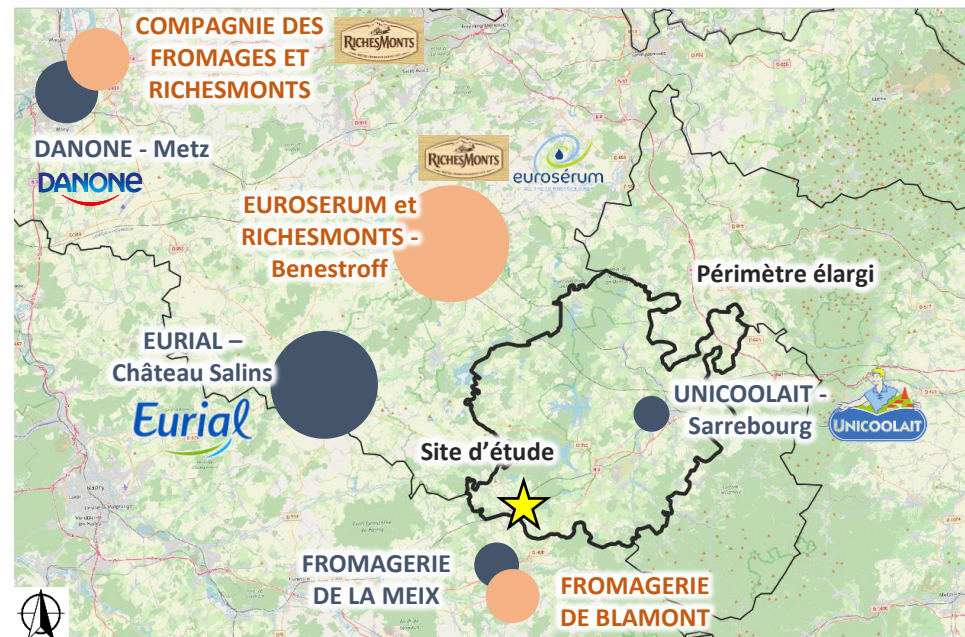 COMPAGNIE DES
FROMAGES ET
RICHESMONTS
RICHESMONTS
DANONE - Metz
DANONE
RICHESMONTS
eurosérum
EUROSERUM et
RICHESMONTS -
Benestroff
Périmètre élargi
EURIAL –
Château Salins
Eurial
UNICOOLAIT -
Sarrebourg
UNICOOLAIT
Site d'étude
Nancy
FROMAGERIE
DE LA MEIX
FROMAGERIE
DE BLAMONT